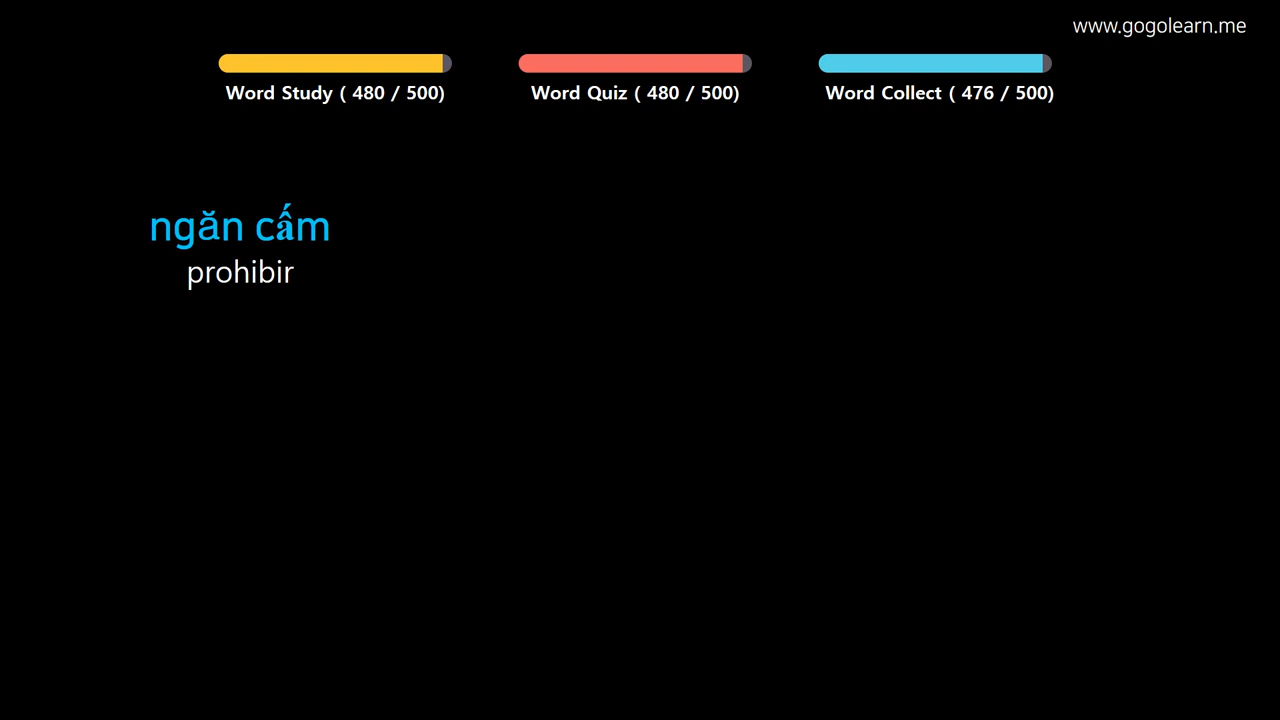 www.gogolearn.me
Word Study ( 480 / 500)
Word Quiz ( 480 / 500)
Word Collect ( 476 / 500)
ngăn cấm
prohibir